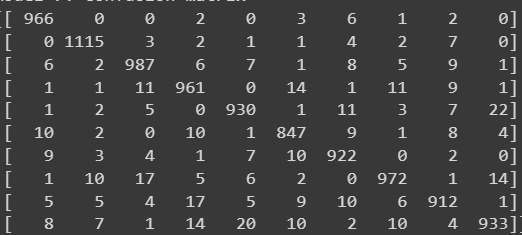 [[ 966 0 0 2 0 3 6 1 2 0]
[ 0 1115 3 2 1 1 4 2 7 0]
[ 6 2 987 6 7 1 8 5 9 1]
[ 1 1 11 961 0 14 1 11 9 1]
[ 1 2 5 0 930 1 11 3 7 22]
[ 10 2 0 10 1 847 9 1 8 4]
[ 9 3 4 1 7 10 922 0 2 0]
[ 1 10 17 5 6 2 0 972 1 14]
[ 5 5 4 17 5 9 10 6 912 1]
[ 8 7 1 14 20 10 2 10 4 933]]